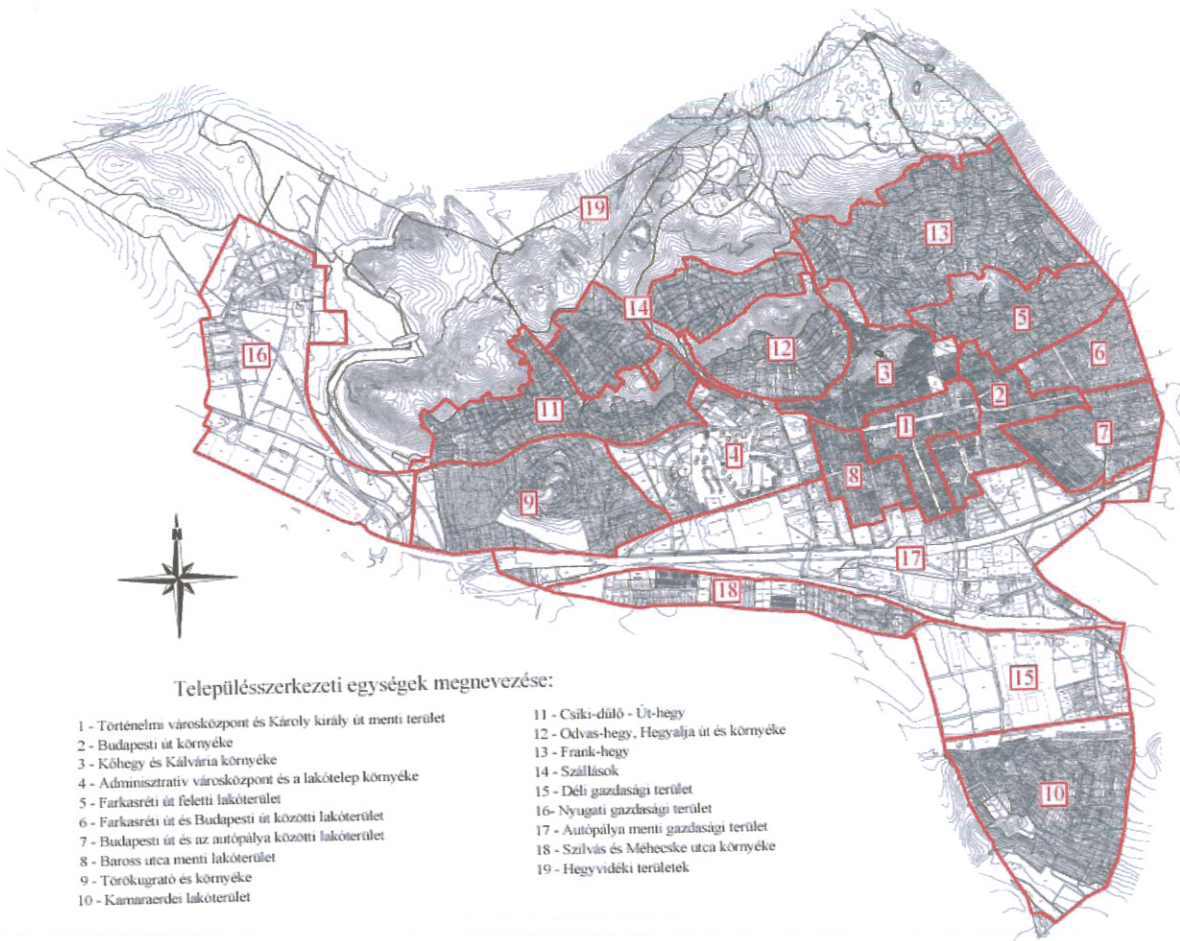 19
13
14
5
16
12
6
3
2
11
1
7
4
8
9
N
17
18
15
10
Településszerkezeti egységek megnevezése:
1 - Történelmi városközpont és Károly király út menti terület
2 - Budapesti út környéke
3 - Kőhegy és Kálvária környéke
4 - Adminisztratív városközpont és a lakótelep környéke
5 - Farkasréti út feletti lakóterület
6 - Farkasréti út és Budapesti út közötti lakóterület
7 - Budapesti út és az autópálya közötti lakóterület
8 - Baross utca menti lakóterület
9 - Törökugrató és környéke
10 - Kamaraerdei lakóterület
11 - Csíki-dűlő - Út-hegy
12 - Odvas-hegy, Hegyalja út és környéke
13 - Frank-hegy
14 - Szállások
15 - Déli gazdasági terület
16- Nyugati gazdasági terület
17 - Autópálya menti gazdasági terület
18 - Szilvás és Méhecske utca környéke
19 - Hegyvidéki területek